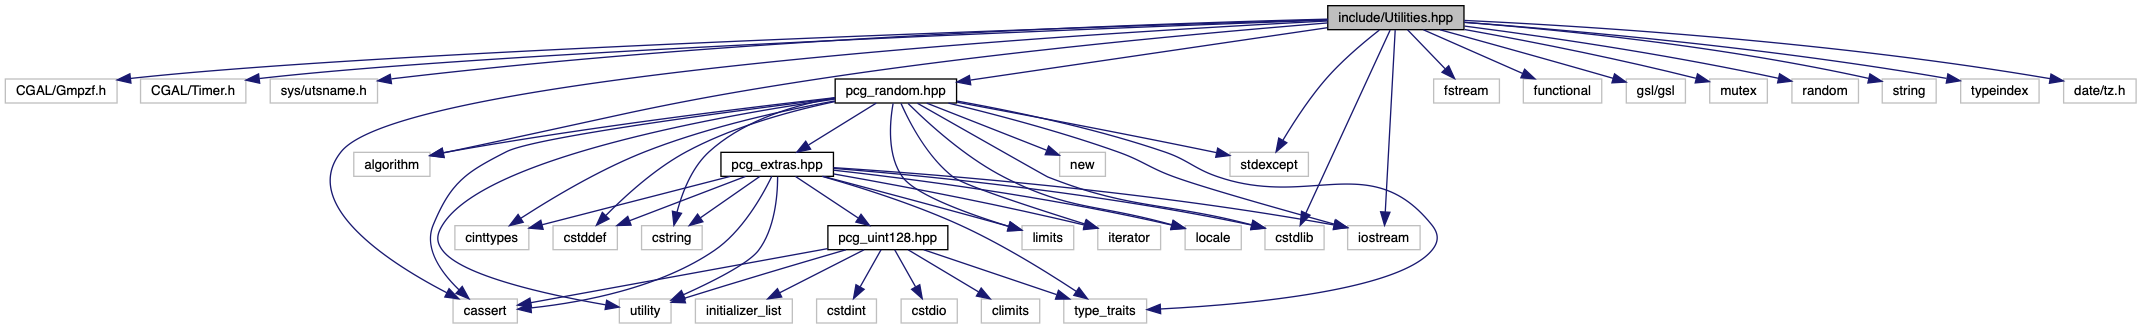 include/Utilities.hpp
CGAL/Gmpzf.h
CGAL/Timer.h
sys/utsname.h
pcg_random.hpp
fstream
functional
gsl/gsl
mutex
random
string
typeindex
date/tz.h
algorithm
pcg_extras.hpp
new
stdexcept
cinttypes
cstddef
cstring
pcg_uint128.hpp
limits
iterator
locale
cstdlib
iostream
cassert
utility
initializer_list
cstdint
cstdio
climits
type_traits